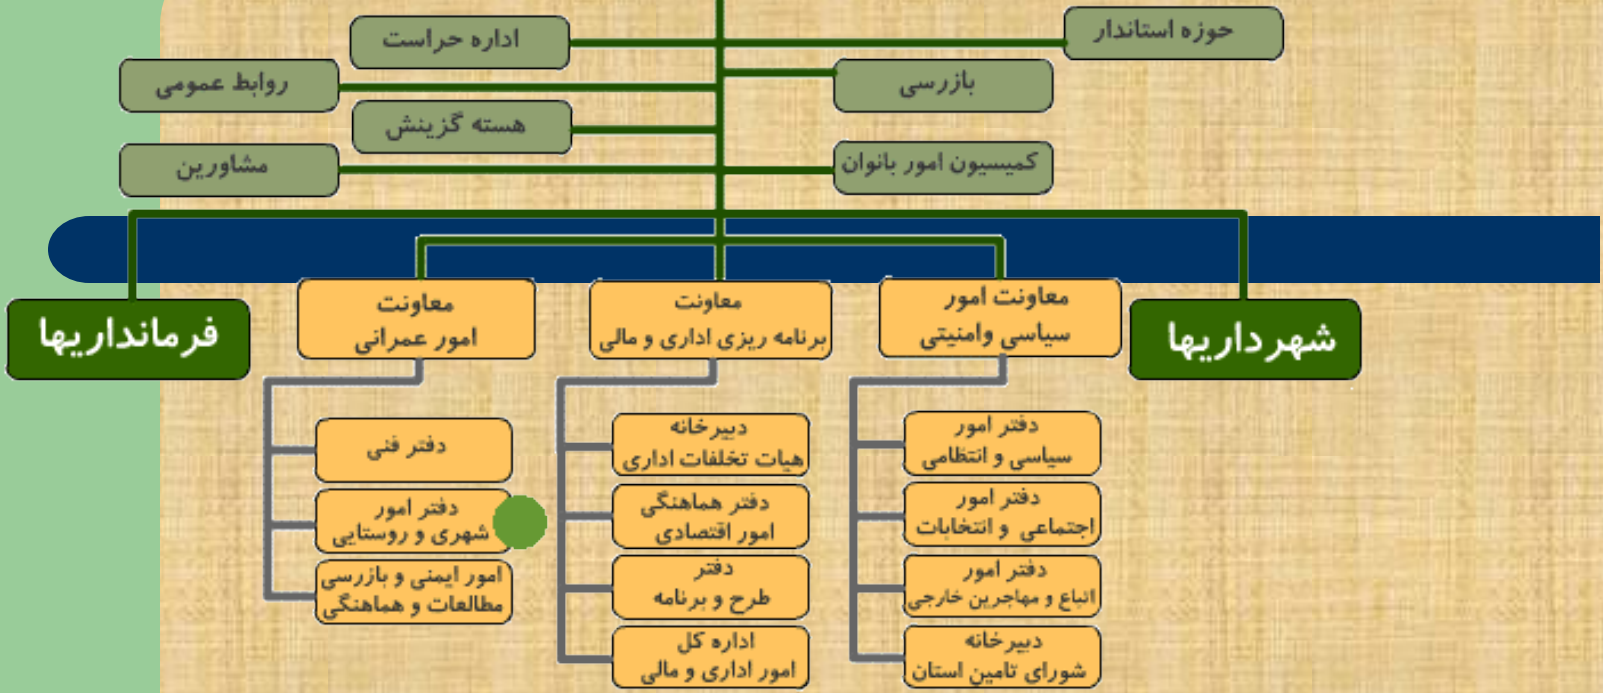 حوزه استاندار
اداره حراست
بازرسی
روابط عمومی
هسته گزینش
کمیسیون امور بانوان
مشاورین
شهرداریها
معاونت امور
سیاسی وامنیتی
معاونت
برنامه ریزی اداری و مالی
معاونت
امور عمرانی
فرمانداریها
دفتر امور
سیاسی و انتظامی
دفتر امور
اجتماعی و انتخابات
دفتر امور
اتباع و مهاجرین خارجی
دبیرخانه
شورای تامین استان
دبیرخانه
هیات تخلفات اداری
دفتر هماهنگی
امور اقتصادی
دفتر
طرح و برنامه
اداره کل
امور اداری و مالی
دفتر فنی
دفتر امور
شهری و روستایی
امور ایمنی و بازرسی
مطالعات و هماهنگی